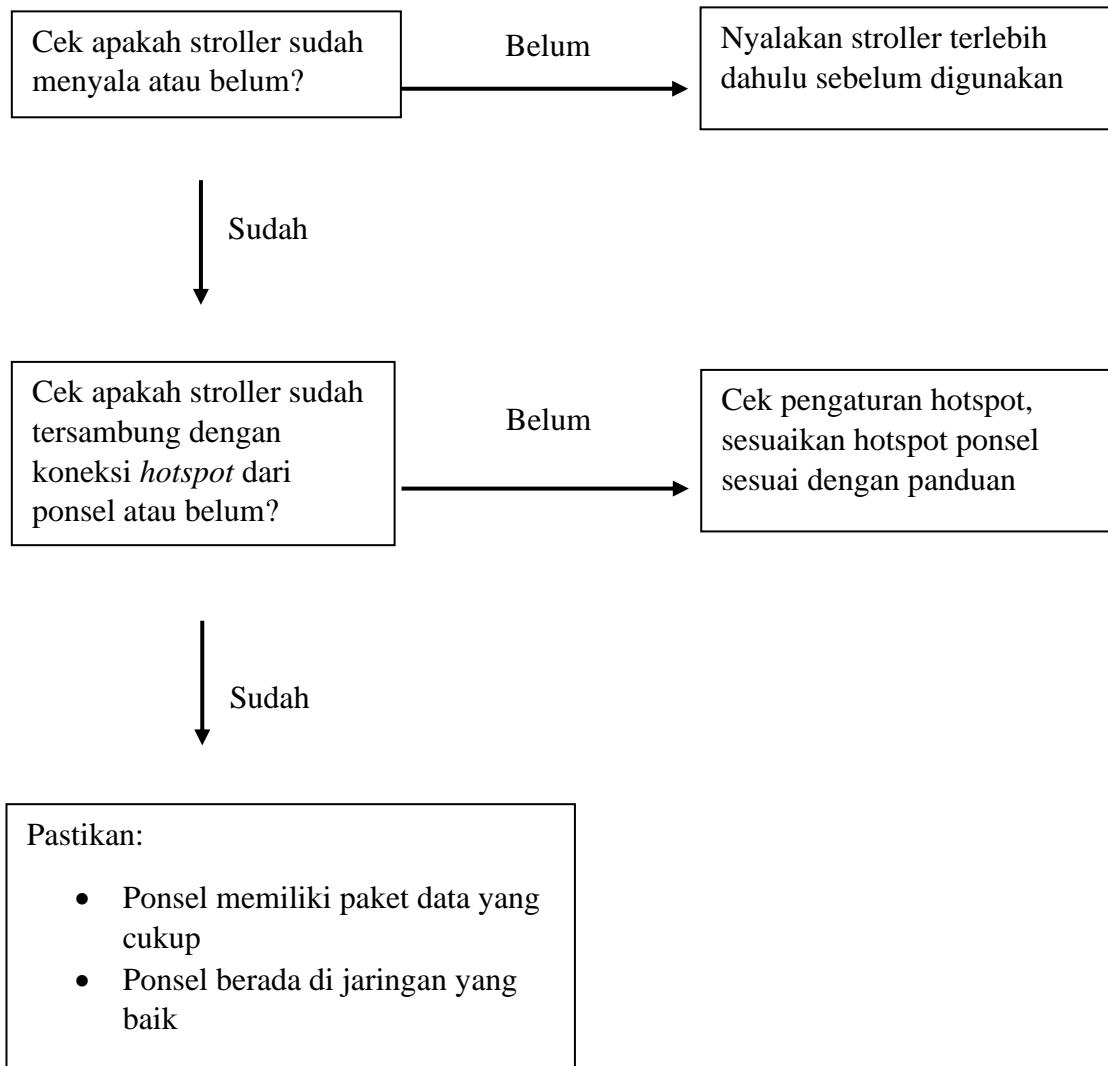 Cek apakah stroller sudah
menyala atau belum?
Belum
Nyalakan stroller terlebih
dahulu sebelum digunakan
Sudah
Cek apakah stroller sudah
tersambung dengan
koneksi hotspot dari
ponsel atau belum?
Belum
Cek pengaturan hotspot,
sesuaikan hotspot ponsel
sesuai dengan panduan
Sudah
Pastikan:
• Ponsel memiliki paket data yang
cukup
• Ponsel berada di jaringan yang
baik